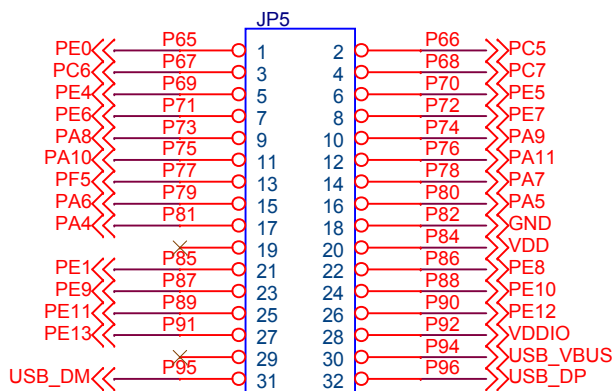 JP5
PE0 P65 1 2 P66 PC5
PC6 P67 3 4 P68 PC7
PE4 P69 5 6 P70 PE5
PE6 P71 7 8 P72 PE7
PA8 P73 9 10 P74 PA9
PA10 P75 11 12 P76 PA11
PF5 P77 13 14 P78 PA7
PA6 P79 15 16 P80 PA5
PA4 P81 17 18 P82 GND
19 20 P84 VDD
PE1 P85 21 22 P86 PE8
PE9 P87 23 24 P88 PE10
PE11 P89 25 26 P90 PE12
PE13 P91 27 28 P92 VDDIO
29 30 P94 USB_VBUS
USB_DM P95 31 32 P96 USB_DP